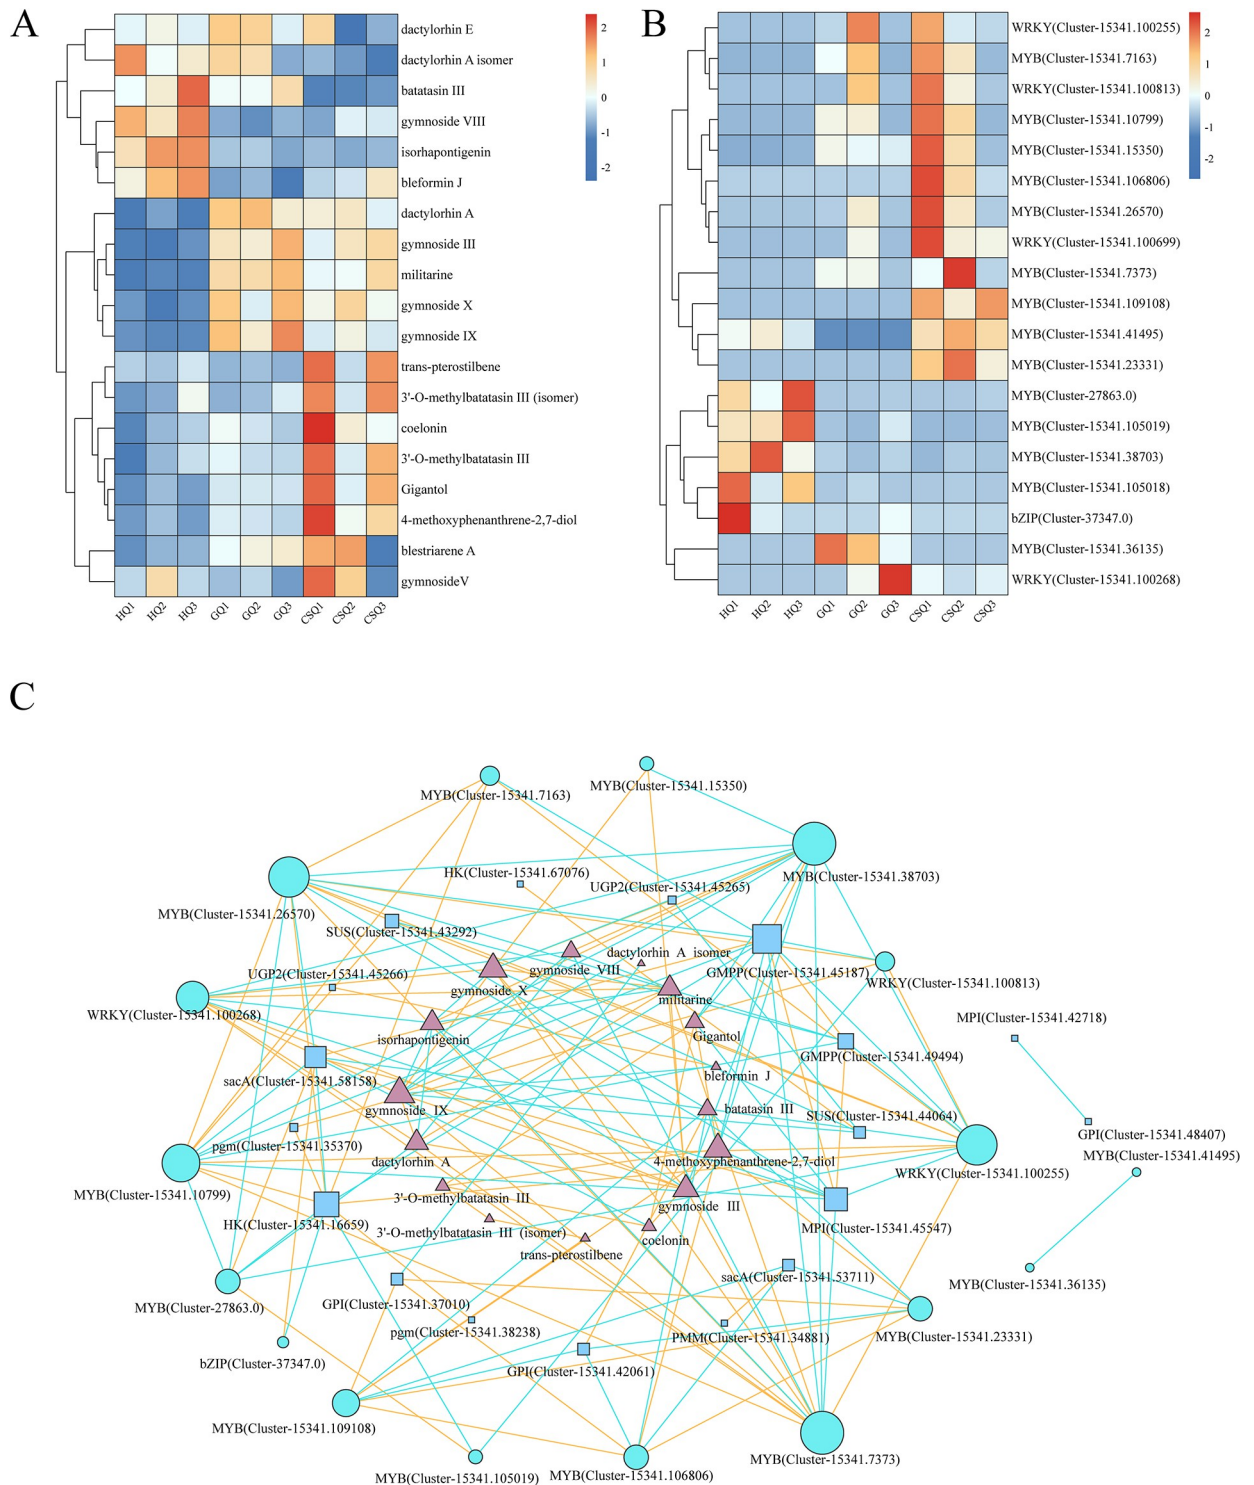 A
dactylorhin E
dactylorhin A isomer
batatasin III
gymnoside VIII
isorhapontigenin
bleformin J
dactylorhin A
gymnoside III
militarine
gymnoside X
gymnoside IX
trans-pterostilbene
3'-O-methylbatatasin III (isomer)
coelonin
3'-O-methylbatatasin III
Gigantol
4-methoxyphenanthrene-2,7-diol
blestriarene A
gymnosideV
HQ1 HQ2 HQ3 GQ1 GQ2 GQ3 CSQ1 CSQ2 CSQ3
2
1
0
-1
-2
B
WRKY(Cluster-15341.100255)
MYB(Cluster-15341.7163)
WRKY(Cluster-15341.100813)
MYB(Cluster-15341.10799)
MYB(Cluster-15341.15350)
MYB(Cluster-15341.106806)
MYB(Cluster-15341.26570)
WRKY(Cluster-15341.100699)
MYB(Cluster-15341.7373)
MYB(Cluster-15341.109108)
MYB(Cluster-15341.41495)
MYB(Cluster-15341.23331)
MYB(Cluster-27863.0)
MYB(Cluster-15341.105019)
MYB(Cluster-15341.38703)
MYB(Cluster-15341.105018)
bZIP(Cluster-37347.0)
MYB(Cluster-15341.36135)
WRKY(Cluster-15341.100268)
HQ1 HQ2 HQ3 GQ1 GQ2 GQ3 CSQ1 CSQ2 CSQ3
2
1
0
-1
-2
C
MYB(Cluster-15341.15350)
MYB(Cluster-15341.7163)
HK(Cluster-15341.67076)
MYB(Cluster-15341.38703)
UGP2(Cluster-15341.45265)
MYB(Cluster-15341.26570)
SUS(Cluster-15341.43292)
dactylorhin A isomer
gymnoside VIII
GMPP(Cluster-15341.45187)
UGP2(Cluster-15341.45266)
WRKY(Cluster-15341.100813)
gymnoside X
militarine
WRKY(Cluster-15341.100268)
MPI(Cluster-15341.42718)
Gigantol
isorhapontigenin
GMPP(Cluster-15341.49494)
bleformin J
sacA(Cluster-15341.58158)
gymnoside IX
batatasin III
SUS(Cluster-15341.44064)
GPI(Cluster-15341.48407)
pgm(Cluster-15341.35370)
MYB(Cluster-15341.41495)
dactylorhin A
4-methoxyphenanthrene-2,7-diol
WRKY(Cluster-15341.100255)
MYB(Cluster-15341.10799)
3'-O-methylbatatasin III
gymnoside III
HK(Cluster-15341.16659)
MPI(Cluster-15341.45547)
3'-O-methylbatatasin III (isomer)
coelonin
trans-pterostilbene
sacA(Cluster-15341.53711)
MYB(Cluster-15341.36135)
GPI(Cluster-15341.37010)
MYB(Cluster-27863.0)
pgm(Cluster-15341.38238)
PMM(Cluster-15341.34881)
MYB(Cluster-15341.23331)
bZIP(Cluster-37347.0)
GPI(Cluster-15341.42061)
MYB(Cluster-15341.109108)
MYB(Cluster-15341.7373)
MYB(Cluster-15341.106806)
MYB(Cluster-15341.105019)